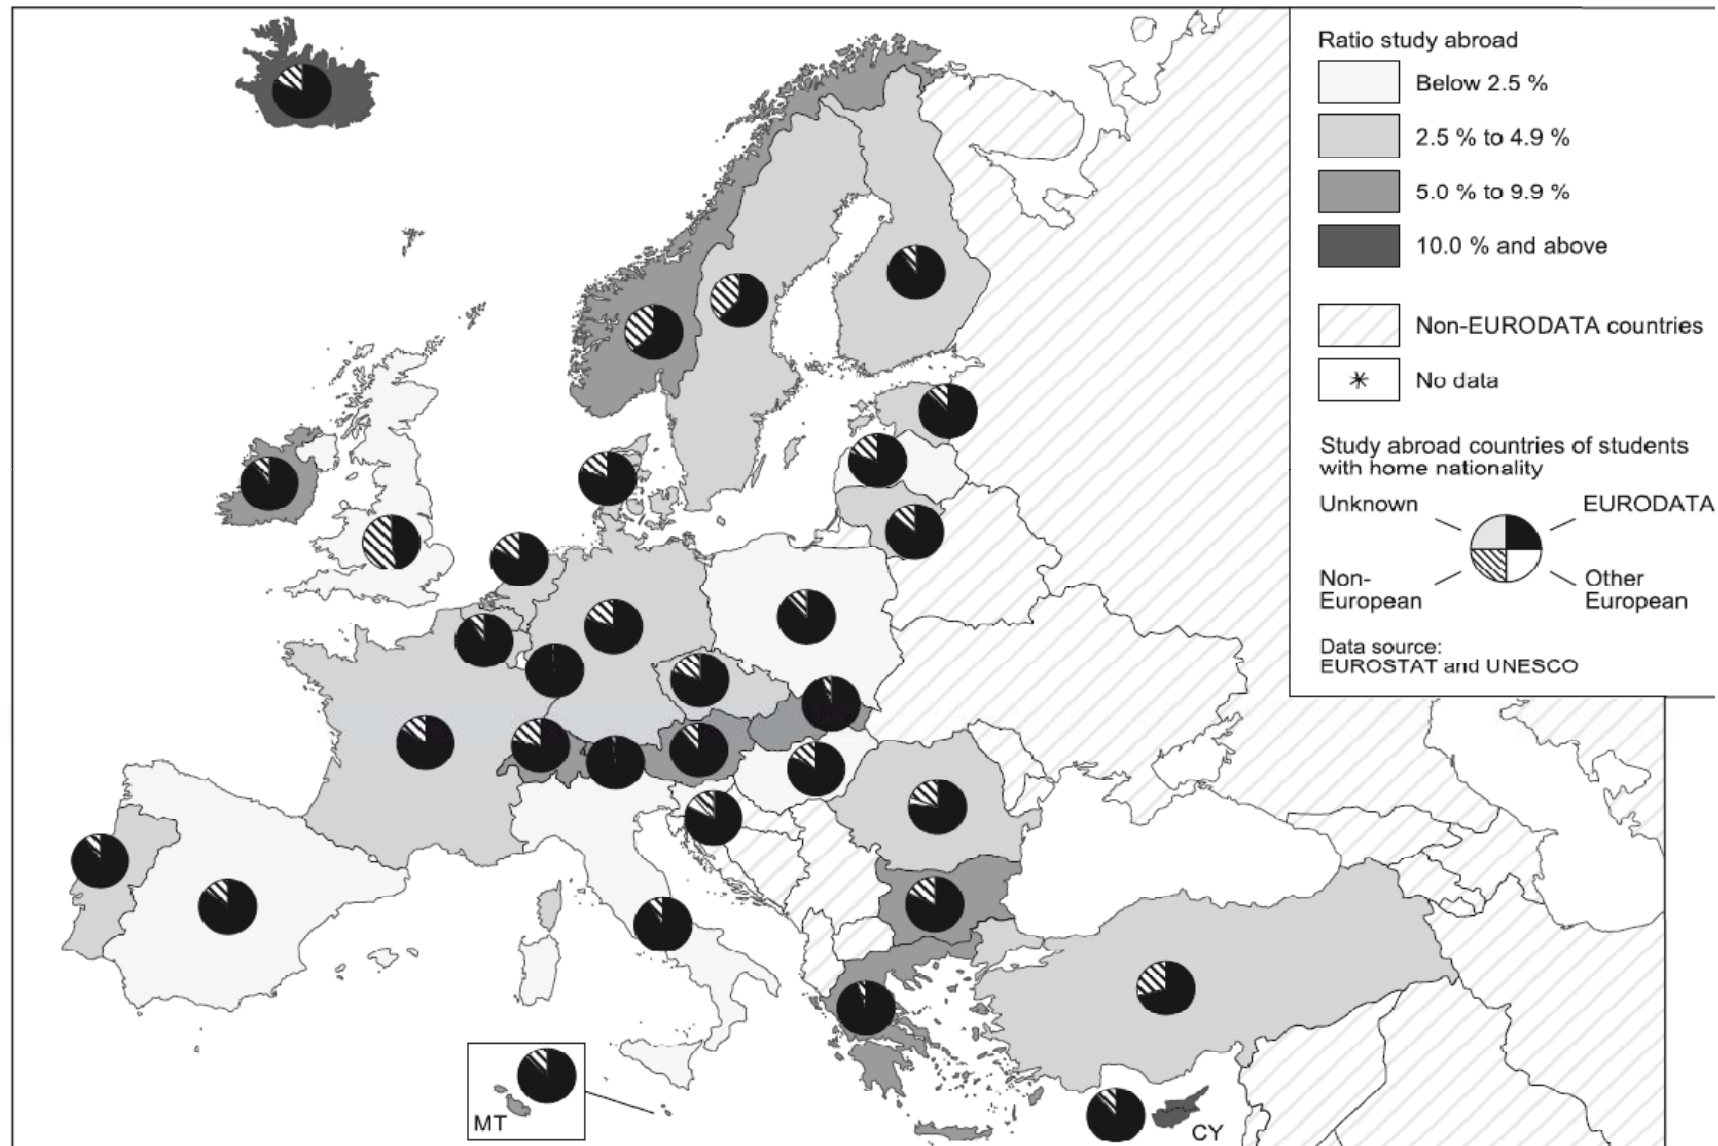 Ratio study abroad
Below 2.5 %
2.5 % to 4.9 %
5.0 % to 9.9 %
10.0 % and above
Non-EURODATA countries
No data
Study abroad countries of students
with home nationality
Unknown
EURODATA
Non-
European
Other
European
Data source:
EUROSTAT and UNESCO
MT
CY